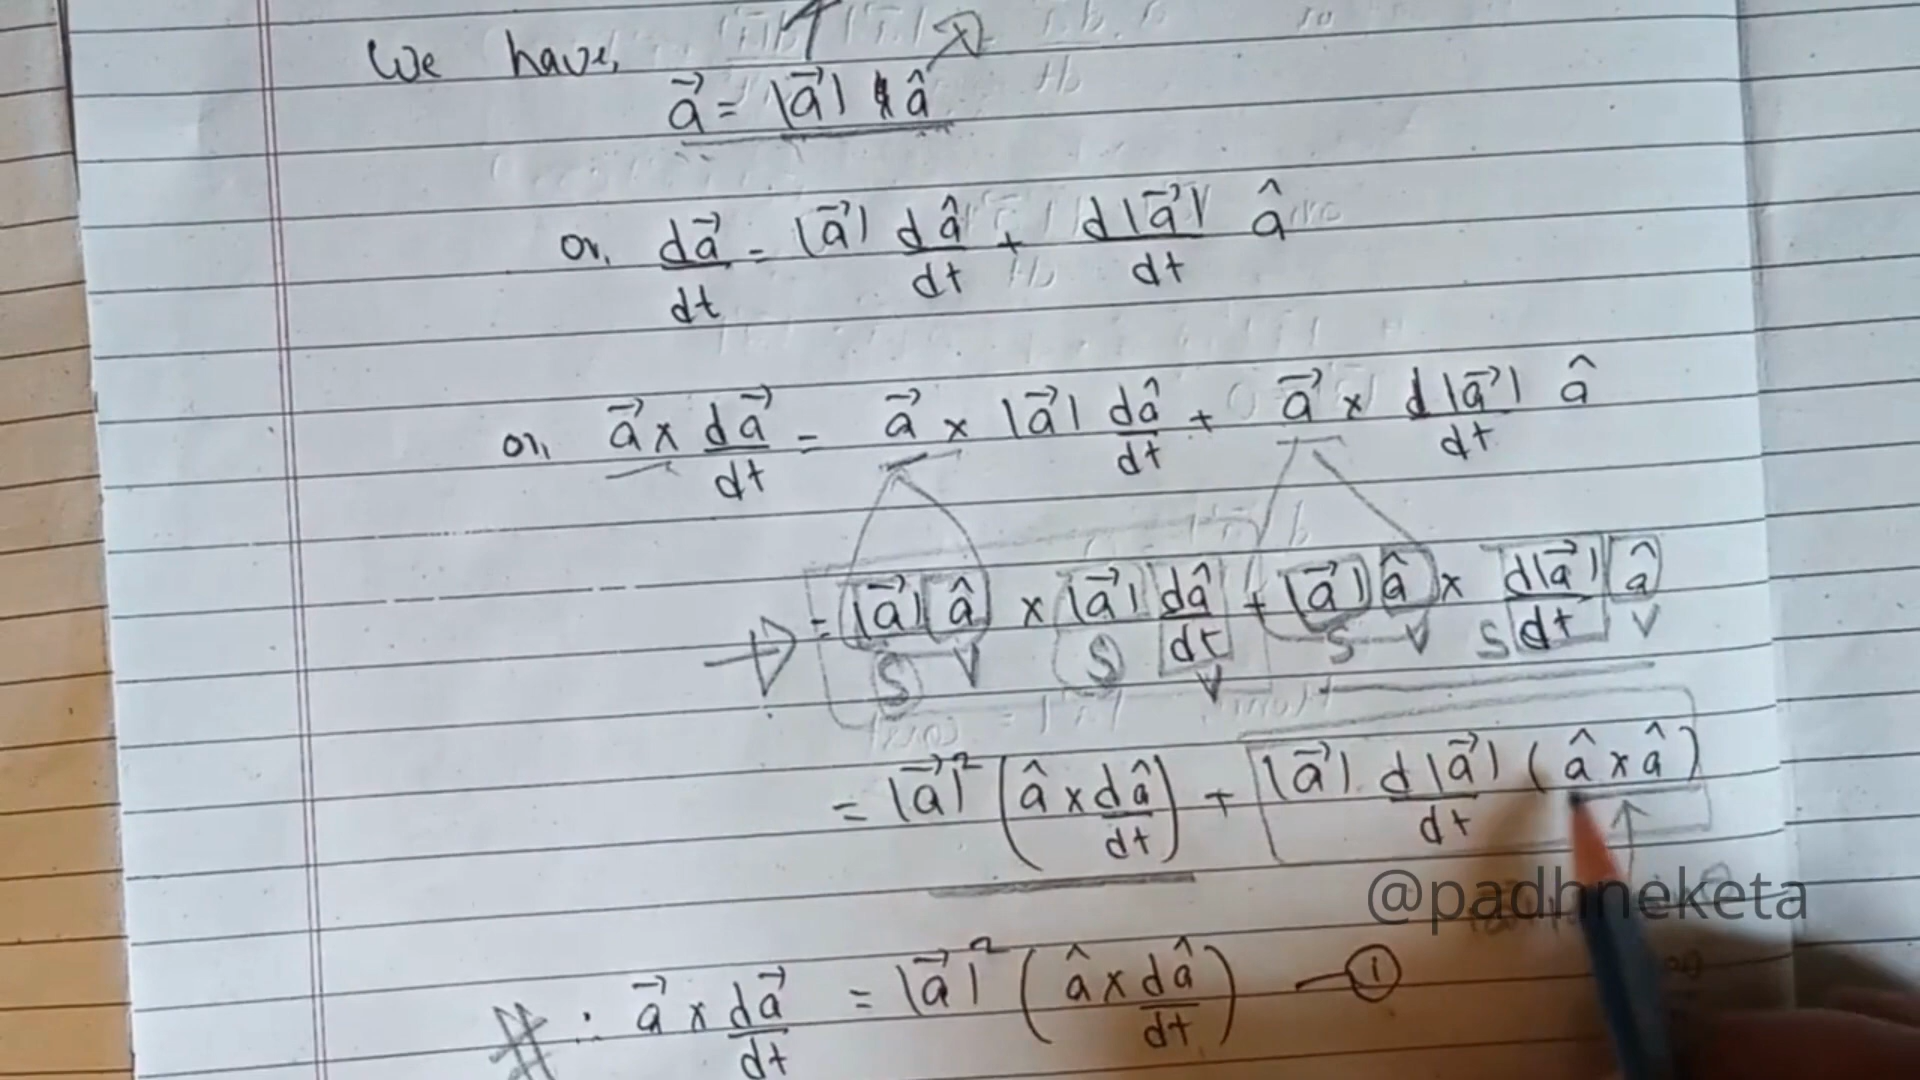 We have,
a⃗ = |a⃗| â
or, da⃗/dt = |a⃗| dâ/dt + d|a⃗|/dt â
or, a⃗ × da⃗/dt = a⃗ × |a⃗| dâ/dt + a⃗ × d|a⃗|/dt â
= |a⃗| â × |a⃗| dâ/dt + |a⃗| â × d|a⃗|/dt â
S V S V S V S V
= |a⃗|² (â × dâ/dt) + |a⃗| . d|a⃗|/dt (â × â)
@padhneketa
∴ a⃗ × da⃗/dt = |a⃗|² (â × dâ/dt) — ①